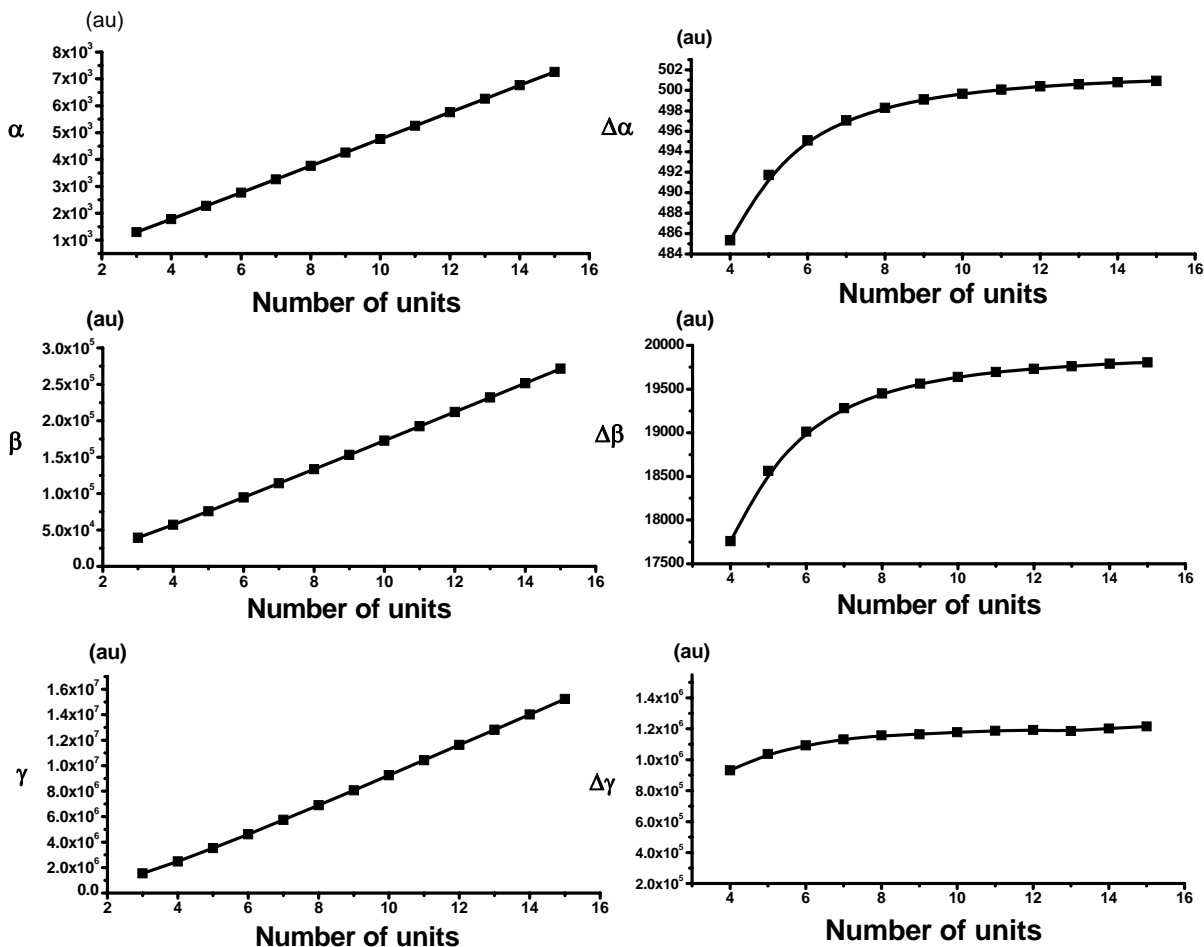 (au)
8x10³
7x10³
6x10³
5x10³
4x10³
3x10³
2x10³
1x10³
α
2 4 6 8 10 12 14 16
Number of units
(au)
502
500
498
496
494
492
490
488
486
484
Δα
4 6 8 10 12 14 16
Number of units
(au)
3.0x10⁵
2.5x10⁵
2.0x10⁵
1.5x10⁵
1.0x10⁵
5.0x10⁴
0.0
β
2 4 6 8 10 12 14 16
Number of units
(au)
20000
19500
19000
18500
18000
17500
Δβ
4 6 8 10 12 14 16
Number of units
(au)
1.6x10⁷
1.4x10⁷
1.2x10⁷
1.0x10⁷
8.0x10⁶
6.0x10⁶
4.0x10⁶
2.0x10⁶
0.0
γ
2 4 6 8 10 12 14 16
Number of units
(au)
1.4x10⁶
1.2x10⁶
1.0x10⁶
8.0x10⁵
6.0x10⁵
4.0x10⁵
2.0x10⁵
Δγ
4 6 8 10 12 14 16
Number of units